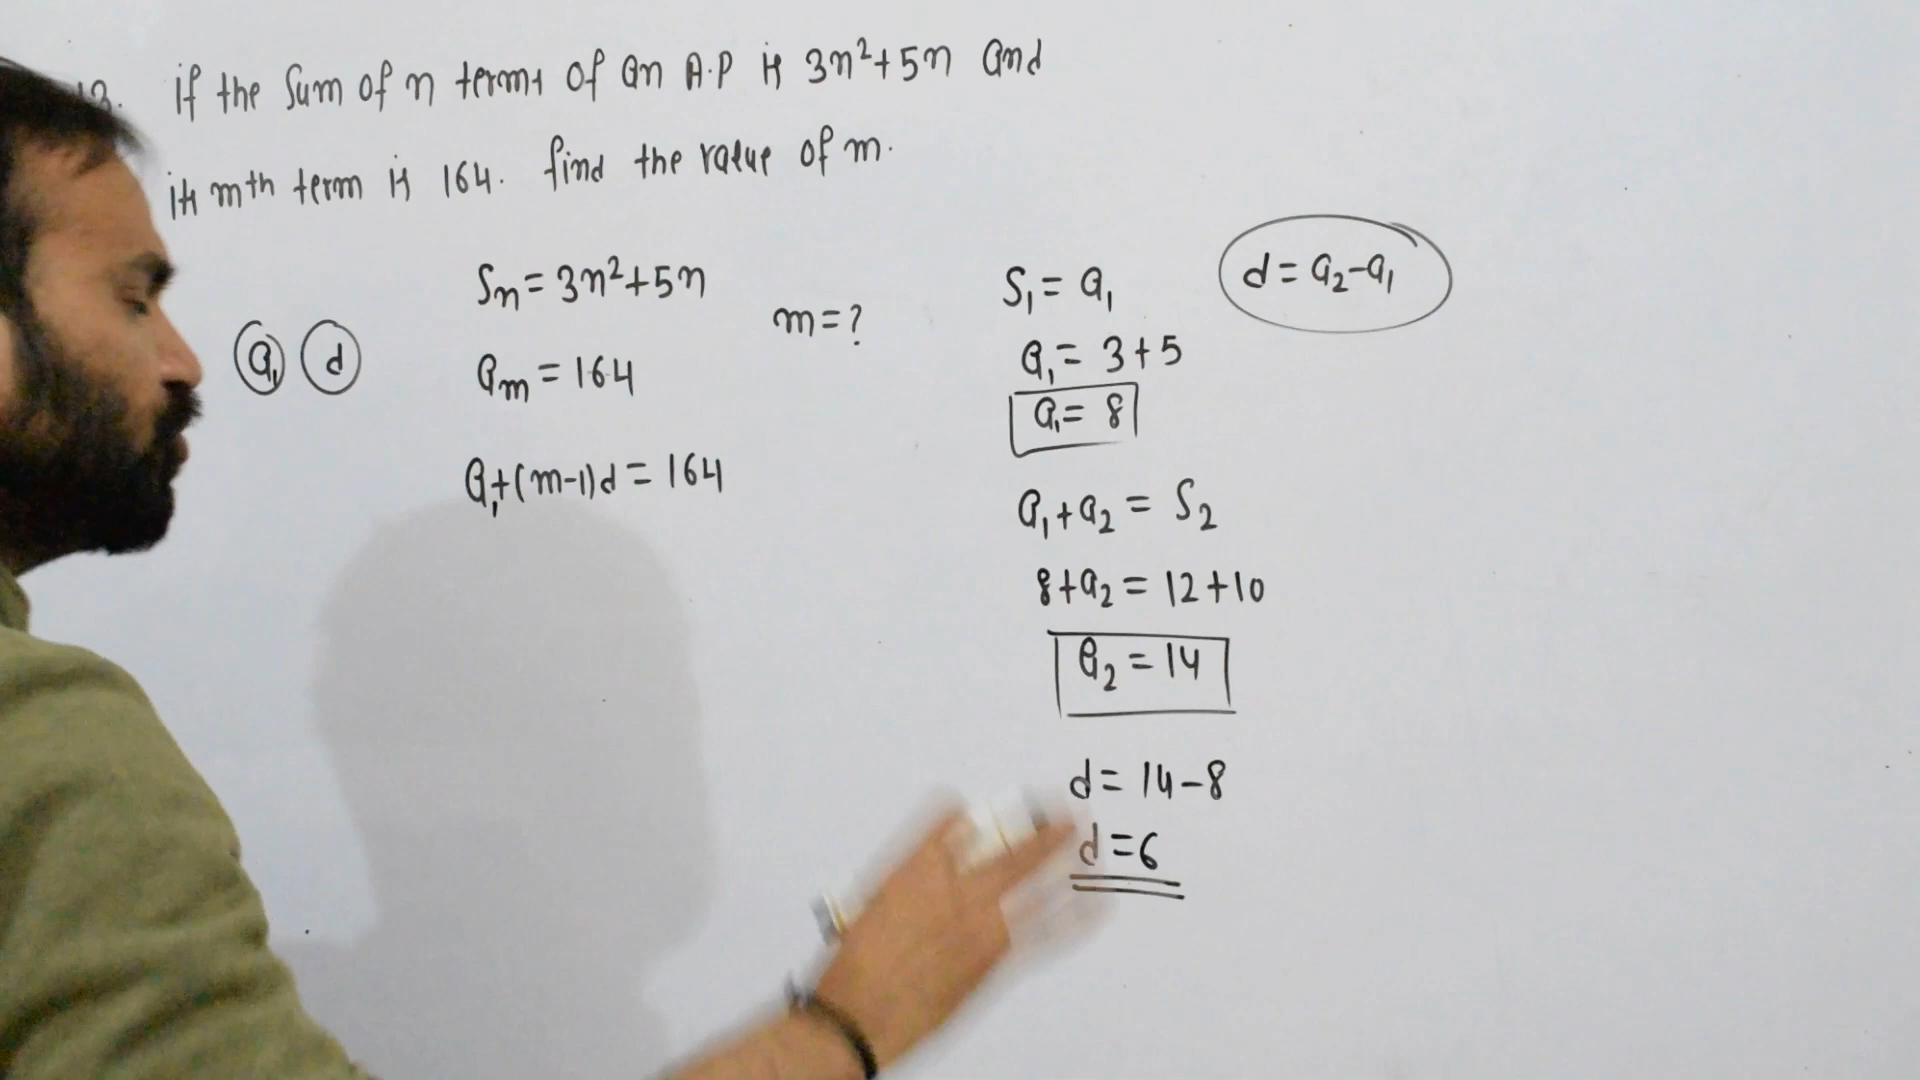 if the sum of n terms of an A.P is 3n²+5n and
its mth term is 164. find the value of m.
Sₙ = 3n²+5n
m = ?
a₁ d
aₘ = 164
a₁+(m-1)d = 164
S₁ = a₁
d = a₂-a₁
a₁ = 3+5
a₁ = 8
a₁+a₂ = S₂
8+a₂ = 12+10
a₂ = 14
d = 14-8
d = 6